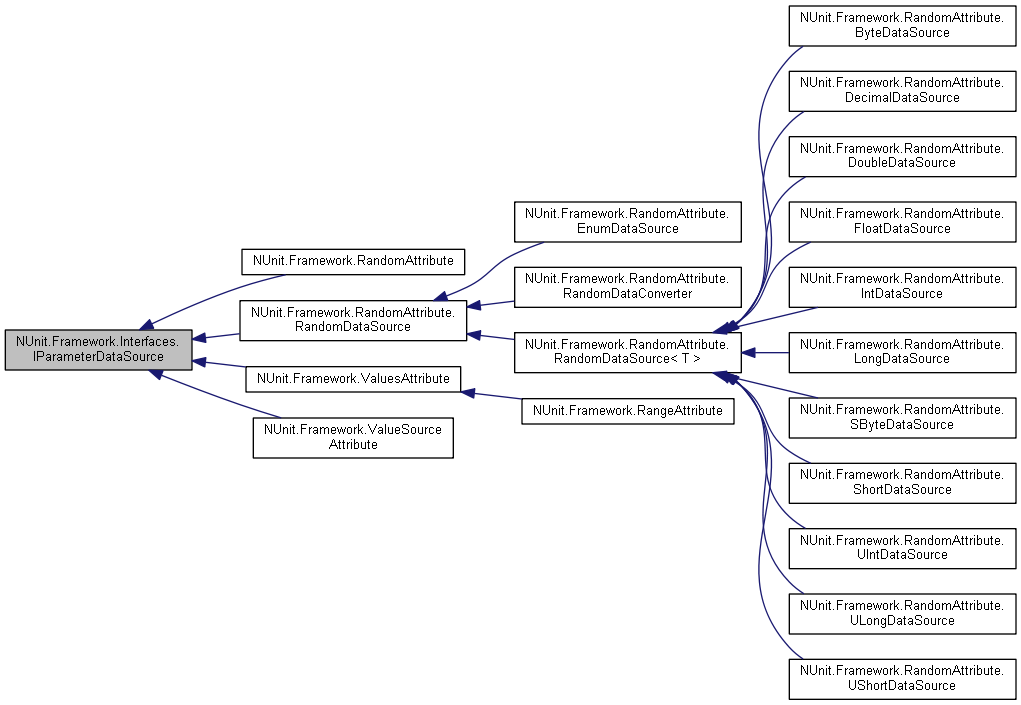 NUnit.Framework.Interfaces.
IParameterDataSource
NUnit.Framework.RandomAttribute
NUnit.Framework.RandomAttribute.
RandomDataSource
NUnit.Framework.ValuesAttribute
NUnit.Framework.ValueSource
Attribute
NUnit.Framework.RandomAttribute.
EnumDataSource
NUnit.Framework.RandomAttribute.
RandomDataConverter
NUnit.Framework.RandomAttribute.
RandomDataSource< T >
NUnit.Framework.RangeAttribute
NUnit.Framework.RandomAttribute.
ByteDataSource
NUnit.Framework.RandomAttribute.
DecimalDataSource
NUnit.Framework.RandomAttribute.
DoubleDataSource
NUnit.Framework.RandomAttribute.
FloatDataSource
NUnit.Framework.RandomAttribute.
IntDataSource
NUnit.Framework.RandomAttribute.
LongDataSource
NUnit.Framework.RandomAttribute.
SByteDataSource
NUnit.Framework.RandomAttribute.
ShortDataSource
NUnit.Framework.RandomAttribute.
UIntDataSource
NUnit.Framework.RandomAttribute.
ULongDataSource
NUnit.Framework.RandomAttribute.
UShortDataSource